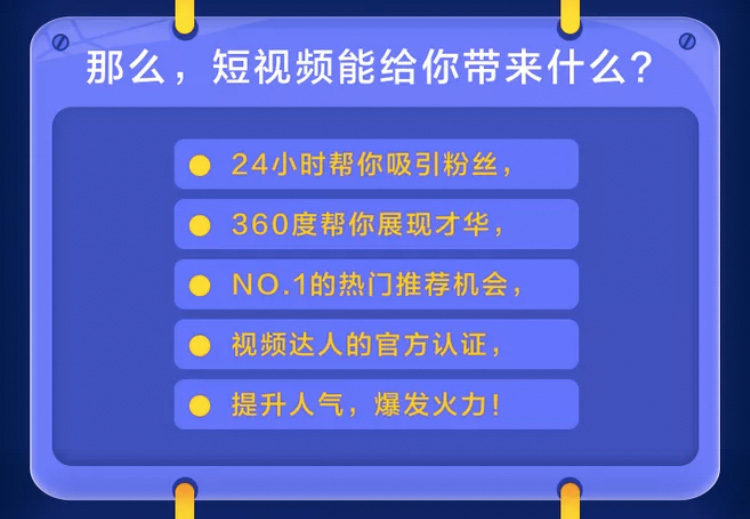 那么，短视频能给你带来什么？
24小时帮你吸引粉丝，
360度帮你展现才华，
NO.1的热门推荐机会，
视频达人的官方认证，
提升人气，爆发火力！